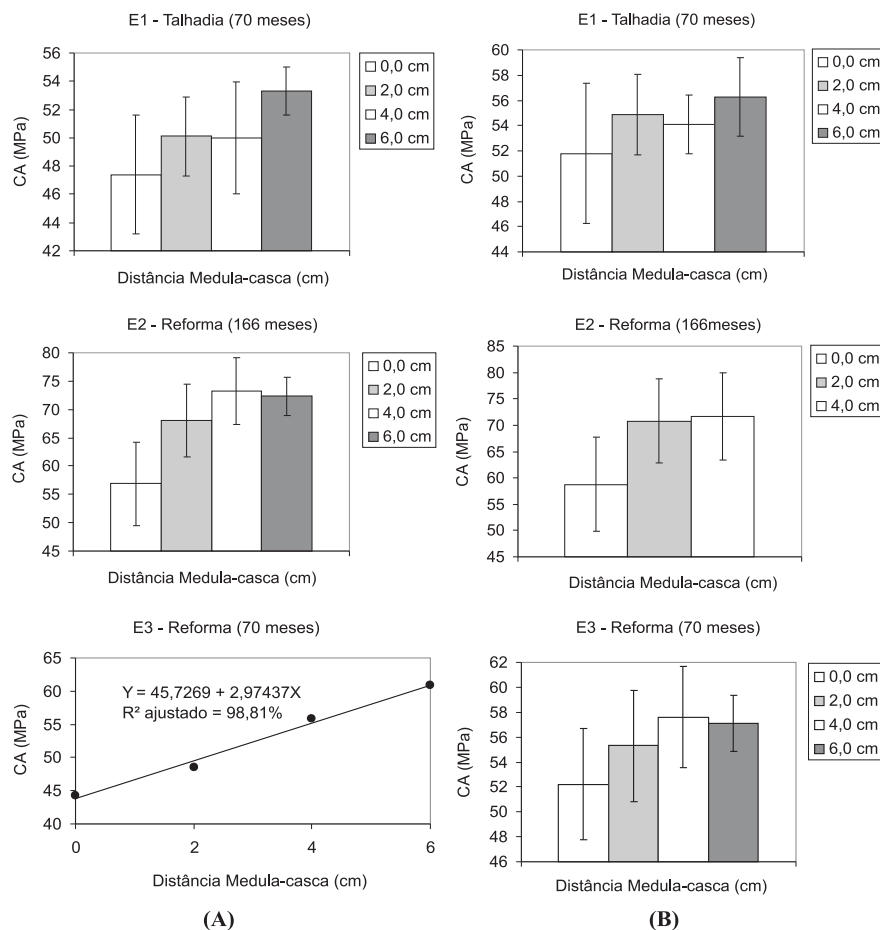 E1 - Talhadia (70 meses)
56
54
52
50
48
46
44
42
CA (MPa)
0,0 cm
2,0 cm
4,0 cm
6,0 cm
Distância Medula-casca (cm)
E1 - Talhadia (70 meses)
60
58
56
54
52
50
48
46
44
CA (MPa)
0,0 cm
2,0 cm
4,0 cm
6,0 cm
Distância Medula-casca (cm)
E2 - Reforma (166 meses)
80
75
70
65
60
55
50
45
CA (MPa)
0,0 cm
2,0 cm
4,0 cm
6,0 cm
Distância Medula-casca (cm)
E2 - Reforma (166meses)
85
80
75
70
65
60
55
50
45
CA (MPa)
0,0 cm
2,0 cm
4,0 cm
Distância Medula-casca (cm)
E3 - Reforma (70 meses)
65
60
55
50
45
40
CA (MPa)
Y = 45,7269 + 2,97437X
R² ajustado = 98,81%
0 2 4 6
Distância Medula-casca (cm)
(A)
E3 - Reforma (70 meses)
62
60
58
56
54
52
50
48
46
CA (MPa)
0,0 cm
2,0 cm
4,0 cm
6,0 cm
Distância Medula-casca (cm)
(B)